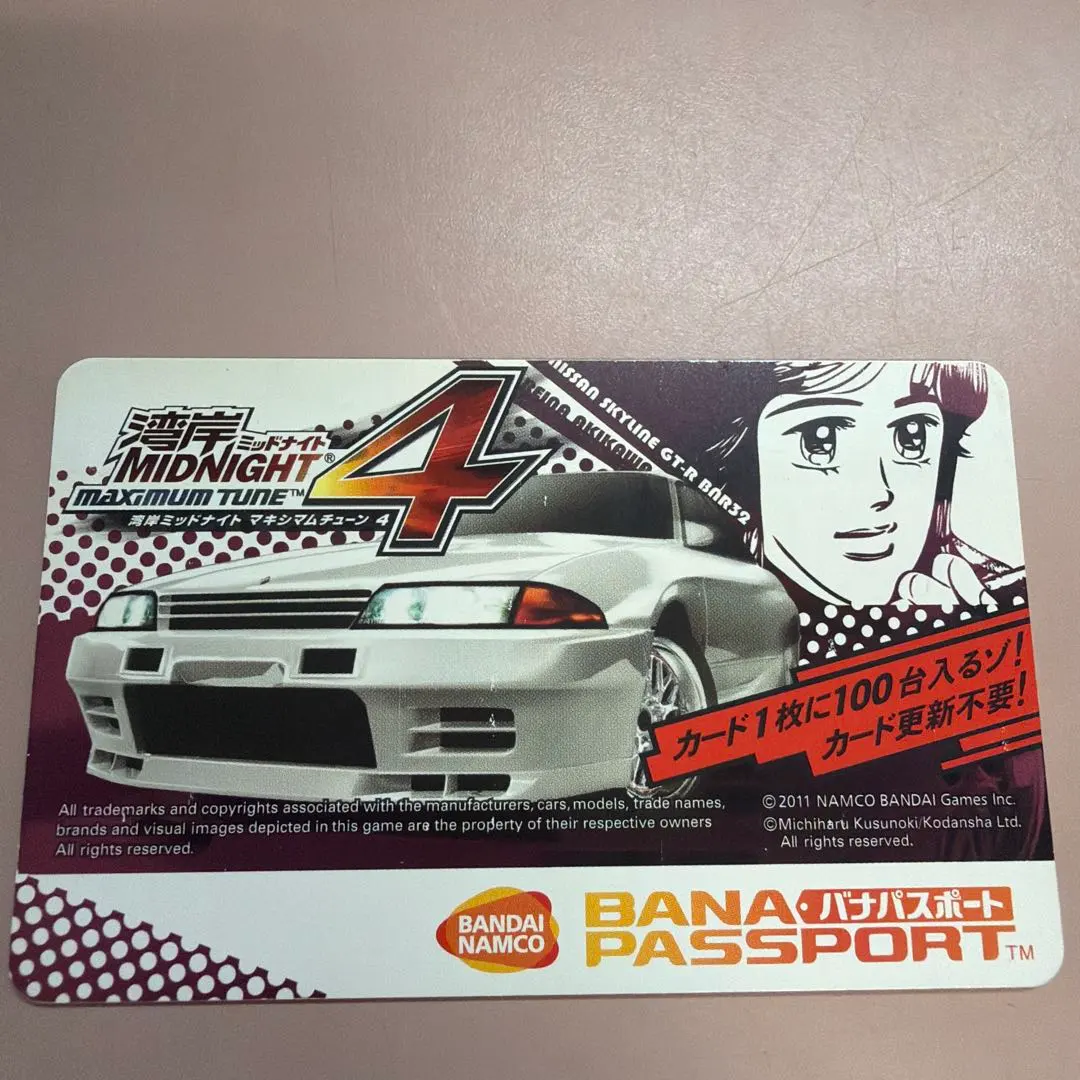 湾岸ミッドナイト
MIDNIGHT®
MAXIMUM TUNE™ 4
湾岸ミッドナイト マキシマムチューン 4
NISSAN SKYLINE GT-R BNR32
REINA AKIKAWA
カード1枚に100台入るゾ!
カード更新不要!
All trademarks and copyrights associated with the manufacturers, cars, models, trade names,
brands and visual images depicted in this game are the property of their respective owners
All rights reserved.
©2011 NAMCO BANDAI Games Inc.
©Michiharu Kusunoki/Kodansha Ltd.
All rights reserved.
BANDAI
NAMCO
BANA・バナパスポート
PASSPORT™